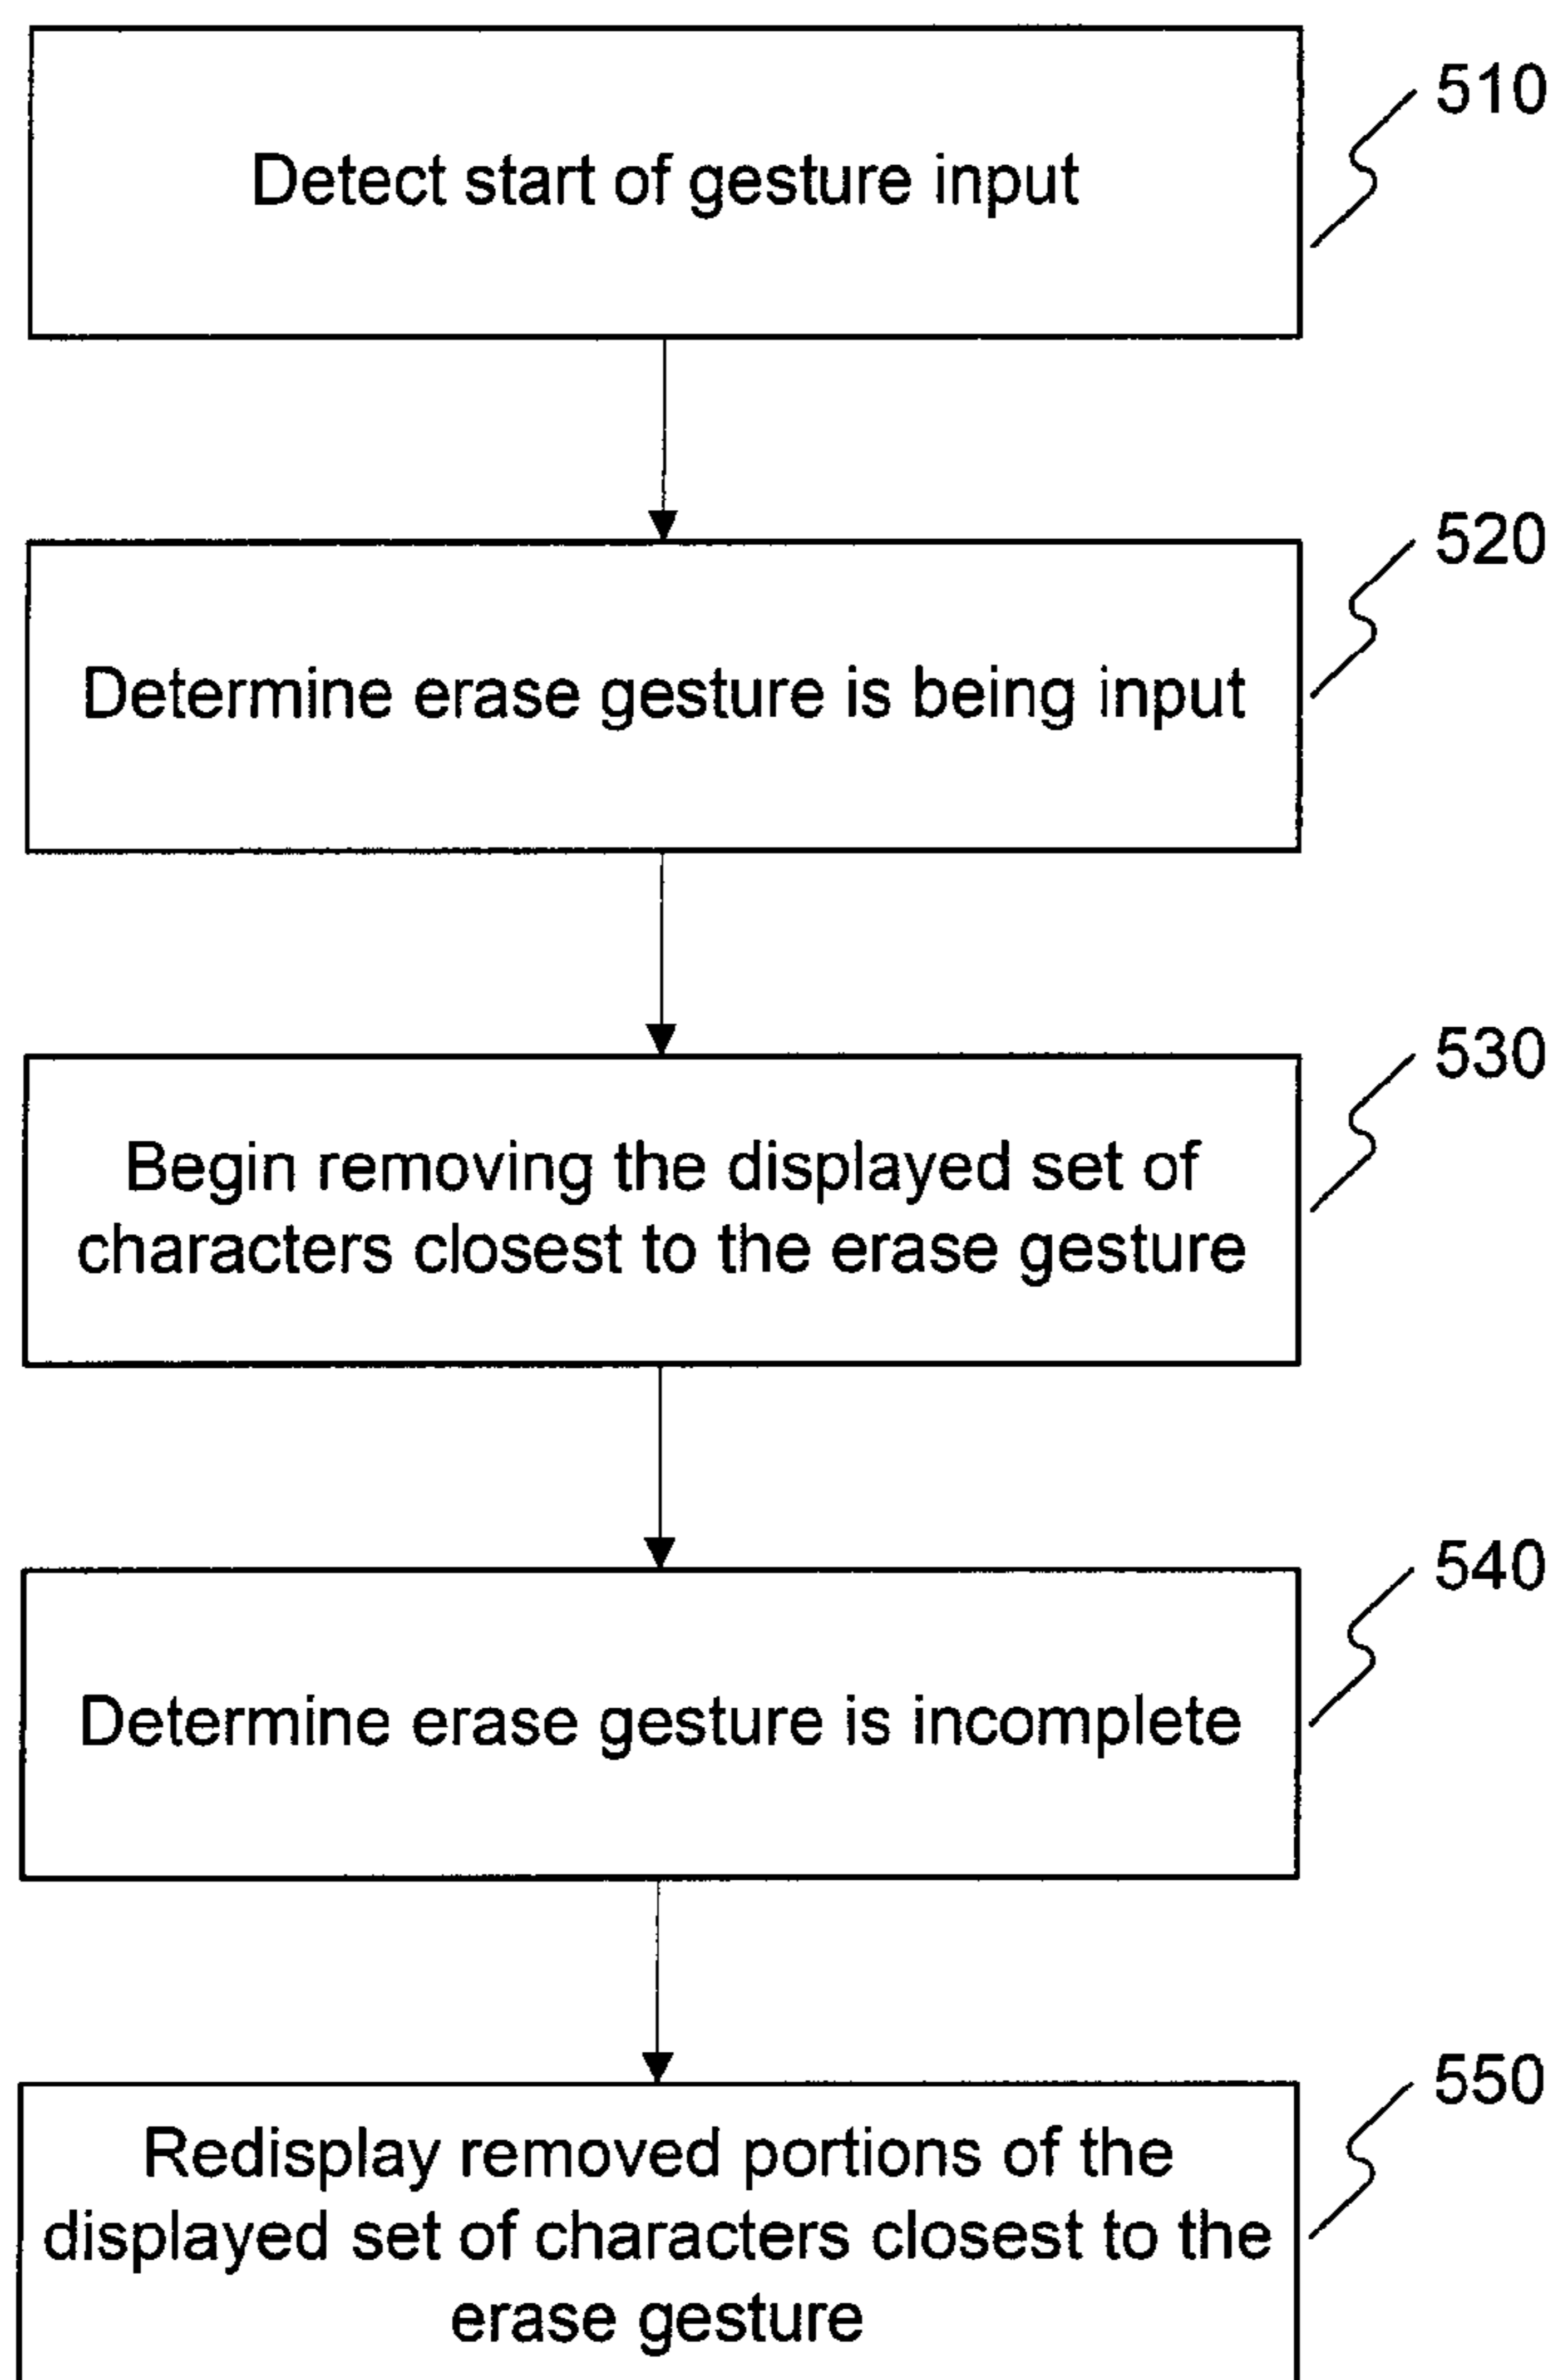 510
Detect start of gesture input
520
Determine erase gesture is being input
530
Begin removing the displayed set of
characters closest to the erase gesture
540
Determine erase gesture is incomplete
550
Redisplay removed portions of the
displayed set of characters closest to the
erase gesture